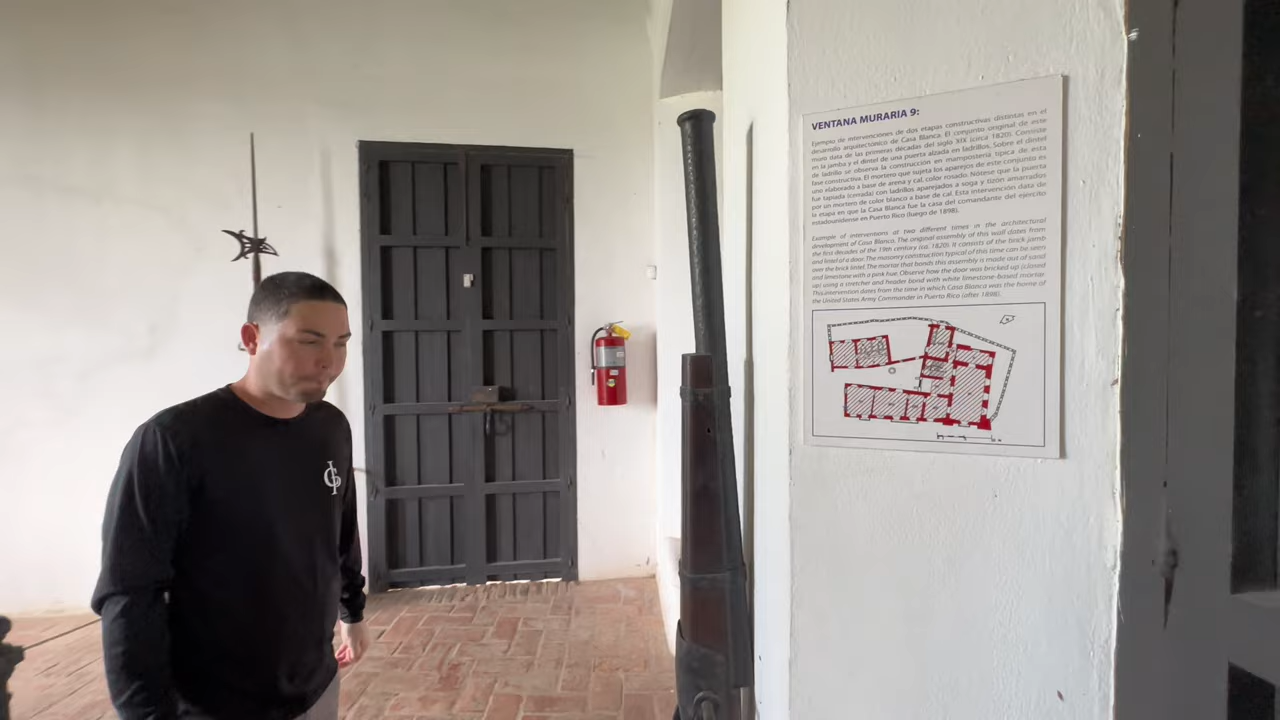 VENTANA MURARIA 9:
Ejemplo de intervenciones de dos etapas constructivas distintas en el
desarrollo arquitectónico de Casa Blanca. El conjunto original de este
muro data de las primeras décadas del siglo XIX (circa 1820). Consiste
en la jamba y el dintel de una puerta alzada en ladrillos. Sobre el dintel
de ladrillo se observa la construcción en mampostería típica de esta
fase constructiva. El mortero que sujeta los aparejos de este conjunto es
uno elaborado a base de arena y cal, color rosado. Nótese que la puerta
fue tapiada (cerrada) con ladrillos aparejados a soga y tizón amarrados
por un mortero de color blanco a base de cal. Esta intervención data de
la etapa en que la Casa Blanca fue la casa del comandante del ejército
estadounidense en Puerto Rico (luego de 1898).
Example of interventions at two different times in the architectural
development of Casa Blanca. The original assembly of this wall dates from
the first decades of the 19th century (ca. 1820). It consists of the brick jamb
and lintel of a door. The masonry construction typical of this time can be seen
over the brick lintel. The mortar that bonds this assembly is made out of sand
and limestone with a pink hue. Observe how the door was bricked up (closed
up) using a stretcher and header bond with white limestone-based mortar.
This intervention dates from the time in which Casa Blanca was the home of
the United States Army Commander in Puerto Rico (after 1898).